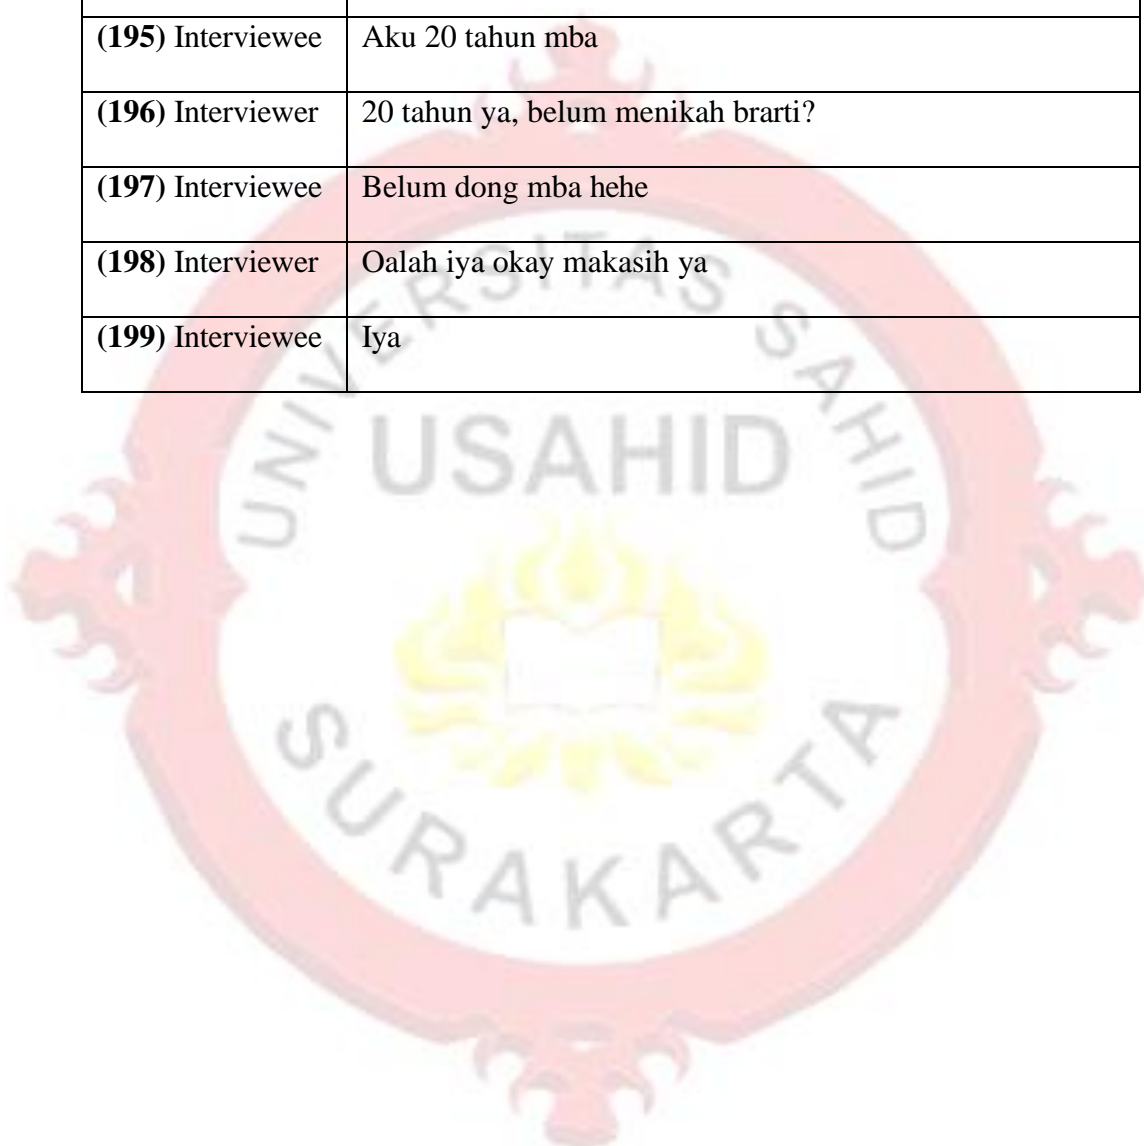 (195) Interviewee Aku 20 tahun mba
(196) Interviewer 20 tahun ya, belum menikah brarti?
(197) Interviewee Belum dong mba hehe
(198) Interviewer Oalah iya okay makasih ya
(199) Interviewee Iya
UNIVERSITAS SAHID
USAHID
SURAKARTA